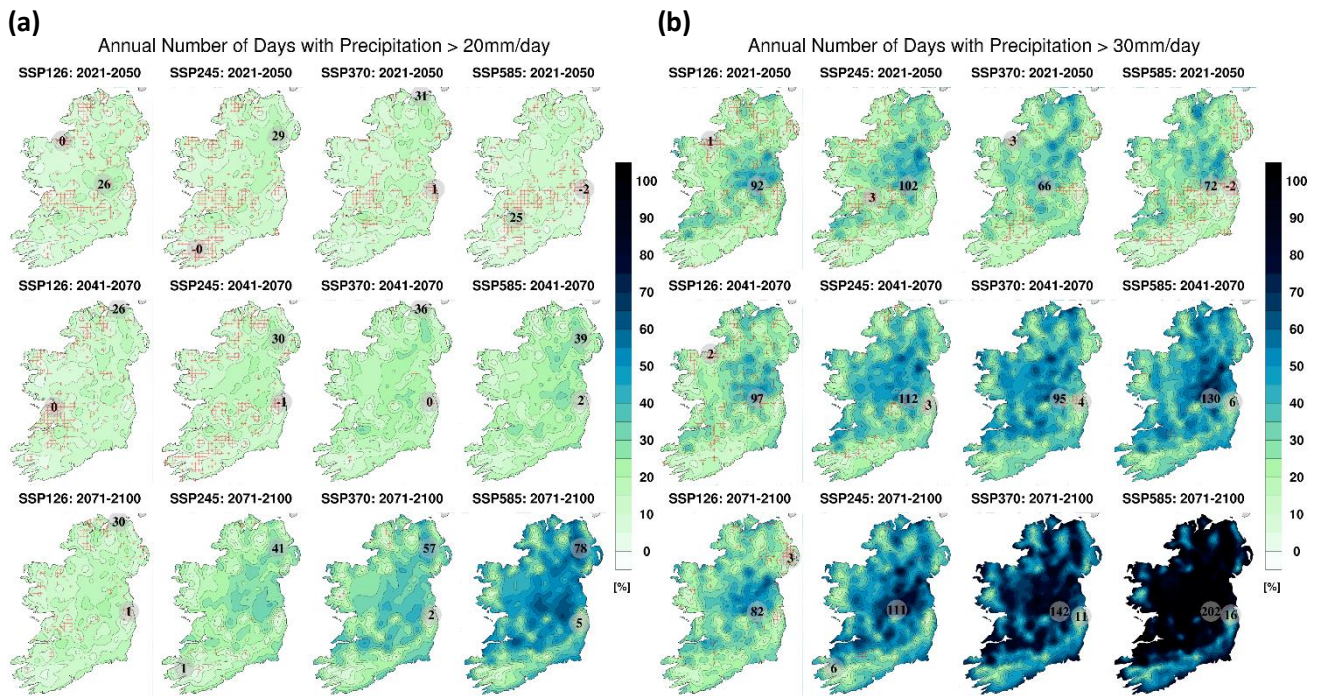 (a)
Annual Number of Days with Precipitation > 20mm/day
SSP126: 2021-2050 SSP245: 2021-2050 SSP370: 2021-2050 SSP585: 2021-2050
0 26 29 -0 31 1 25 -2
SSP126: 2041-2070 SSP245: 2041-2070 SSP370: 2041-2070 SSP585: 2041-2070
26 0 30 -1 36 0 39 2
SSP126: 2071-2100 SSP245: 2071-2100 SSP370: 2071-2100 SSP585: 2071-2100
30 1 41 1 57 2 78 5
100
90
80
70
60
50
40
30
20
10
0
[%]
(b)
Annual Number of Days with Precipitation > 30mm/day
SSP126: 2021-2050 SSP245: 2021-2050 SSP370: 2021-2050 SSP585: 2021-2050
1 92 3 102 3 66 72 -2
SSP126: 2041-2070 SSP245: 2041-2070 SSP370: 2041-2070 SSP585: 2041-2070
2 97 112 3 95 4 130 6
SSP126: 2071-2100 SSP245: 2071-2100 SSP370: 2071-2100 SSP585: 2071-2100
3 82 111 6 142 11 202 16
100
90
80
70
60
50
40
30
20
10
0
[%]